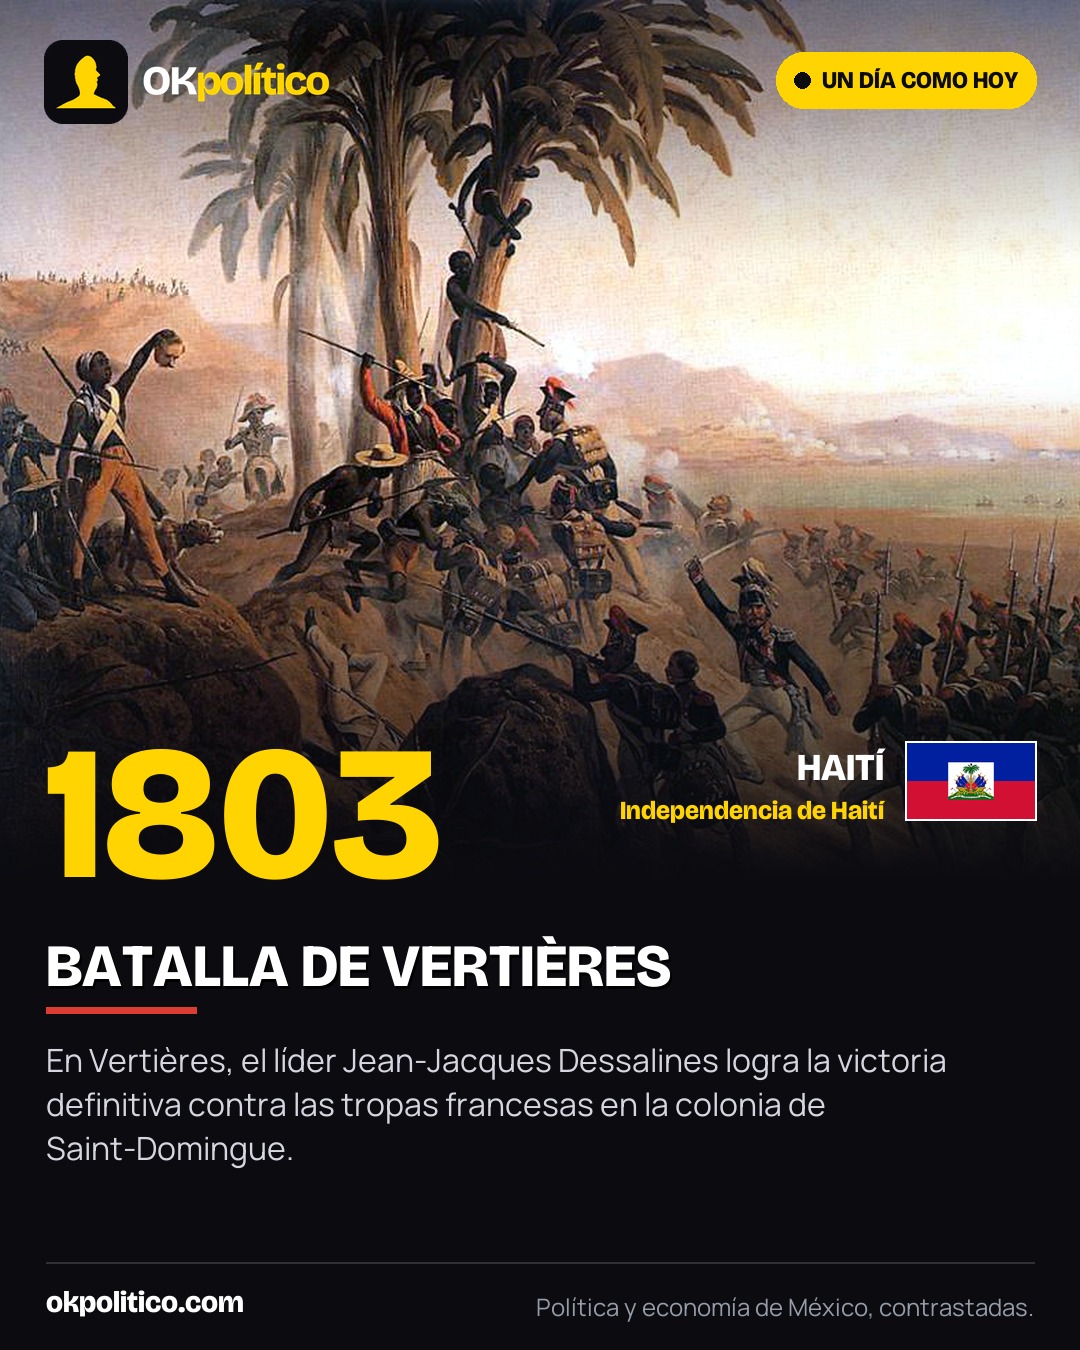 OKpolítico
UN DÍA COMO HOY
1803
HAITÍ
Independencia de Haití
BATALLA DE VERTIÈRES
En Vertières, el líder Jean-Jacques Dessalines logra la victoria
definitiva contra las tropas francesas en la colonia de
Saint-Domingue.
okpolitico.com
Política y economía de México, contrastadas.